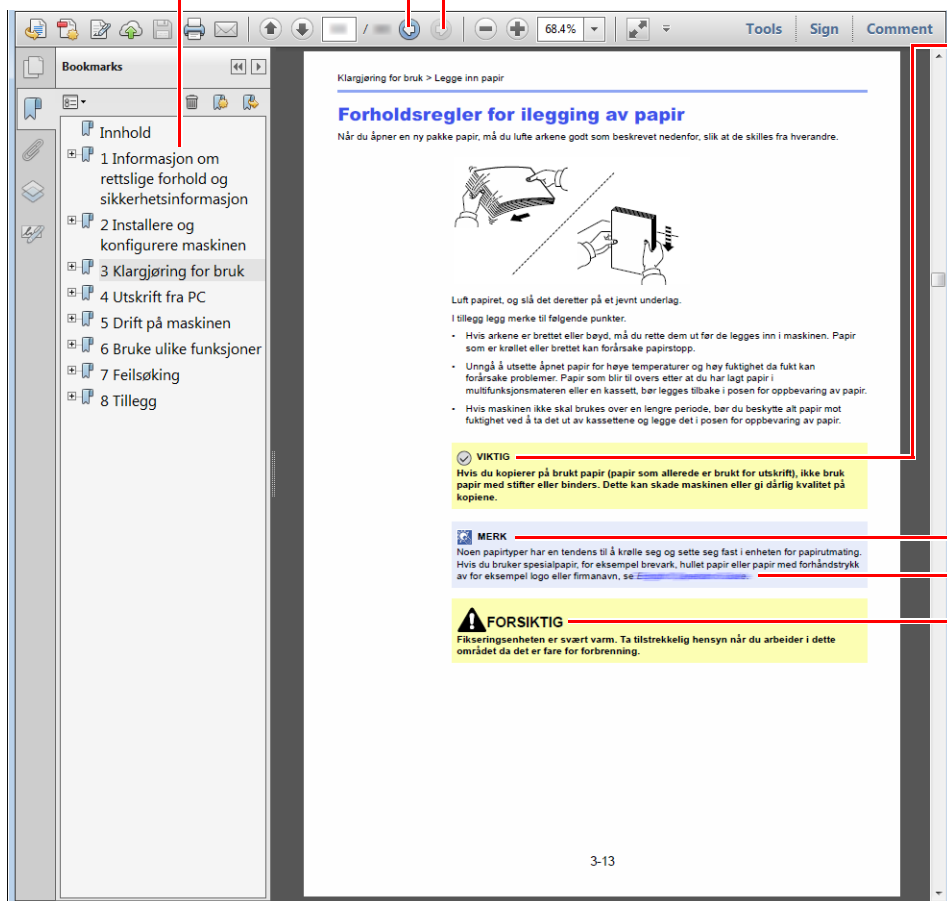 /
68.4%
Tools
Sign
Comment
Bookmarks
Innhold
1 Informasjon om
rettslige forhold og
sikkerhetsinformasjon
2 Installere og
konfigurere maskinen
3 Klargjøring for bruk
4 Utskrift fra PC
5 Drift på maskinen
6 Bruke ulike funksjoner
7 Feilsøking
8 Tillegg
Klargjøring for bruk > Legge inn papir
Forholdsregler for ilegging av papir
Når du åpner en ny pakke papir, må du lufte arkene godt som beskrevet nedenfor, slik at de skilles fra hverandre.
Luft papiret, og slå det deretter på et jevnt underlag.
I tillegg legg merke til følgende punkter.
• Hvis arkene er brettet eller bøyd, må du rette dem ut før de legges inn i maskinen. Papir
som er krøllet eller brettet kan forårsake papirstopp.
• Unngå å utsette åpnet papir for høye temperaturer og høy fuktighet da fukt kan
forårsake problemer. Papir som blir til overs etter at du har lagt papir i
multifunksjonsmateren eller en kassett, bør legges tilbake i posen for oppbevaring av papir.
• Hvis maskinen ikke skal brukes over en lengre periode, bør du beskytte alt papir mot
fuktighet ved å ta det ut av kassettene og legge det i posen for oppbevaring av papir.
VIKTIG
Hvis du kopierer på brukt papir (papir som allerede er brukt for utskrift), ikke bruk
papir med stifter eller binders. Dette kan skade maskinen eller gi dårlig kvalitet på
kopiene.
MERK
Noen papirtyper har en tendens til å krølle seg og sette seg fast i enheten for papirutmating.
Hvis du bruker spesialpapir, for eksempel brevark, hullet papir eller papir med forhåndstrykk
av for eksempel logo eller firmanavn, se
FORSIKTIG
Fikseringsenheten er svært varm. Ta tilstrekkelig hensyn når du arbeider i dette
området da det er fare for forbrenning.
3-13